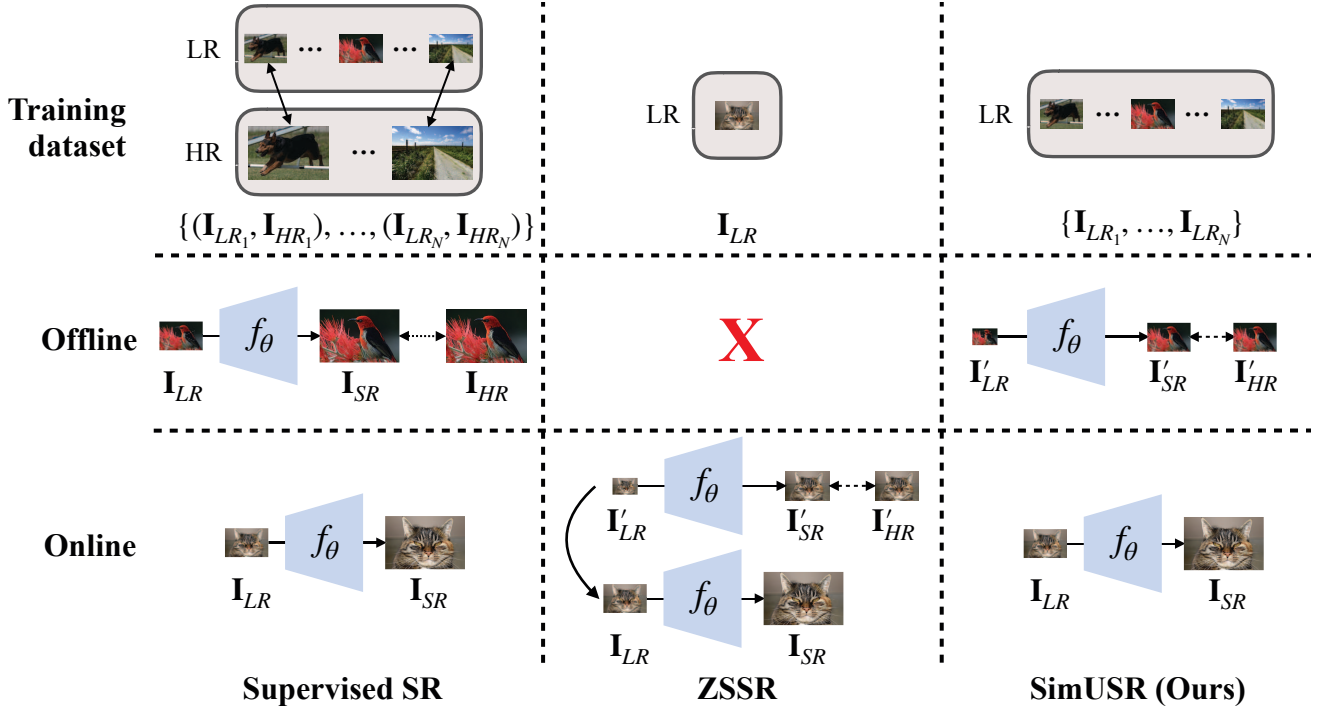 LR
...
...
LR
...
...
LR
Training
dataset
HR
...
{(I_{LR_1}, I_{HR_1}), ..., (I_{LR_N}, I_{HR_N})}
I_{LR}
{I_{LR_1}, ..., I_{LR_N}}
Offline
f_θ
X
f_θ
I_{LR}
I_{SR}
I_{HR}
I'_{LR}
I'_{SR}
I'_{HR}
f_θ
I'_{LR}
I'_{SR}
I'_{HR}
Online
f_θ
f_θ
f_θ
I_{LR}
I_{SR}
I_{LR}
I_{SR}
I_{LR}
I_{SR}
Supervised SR
ZSSR
SimUSR (Ours)